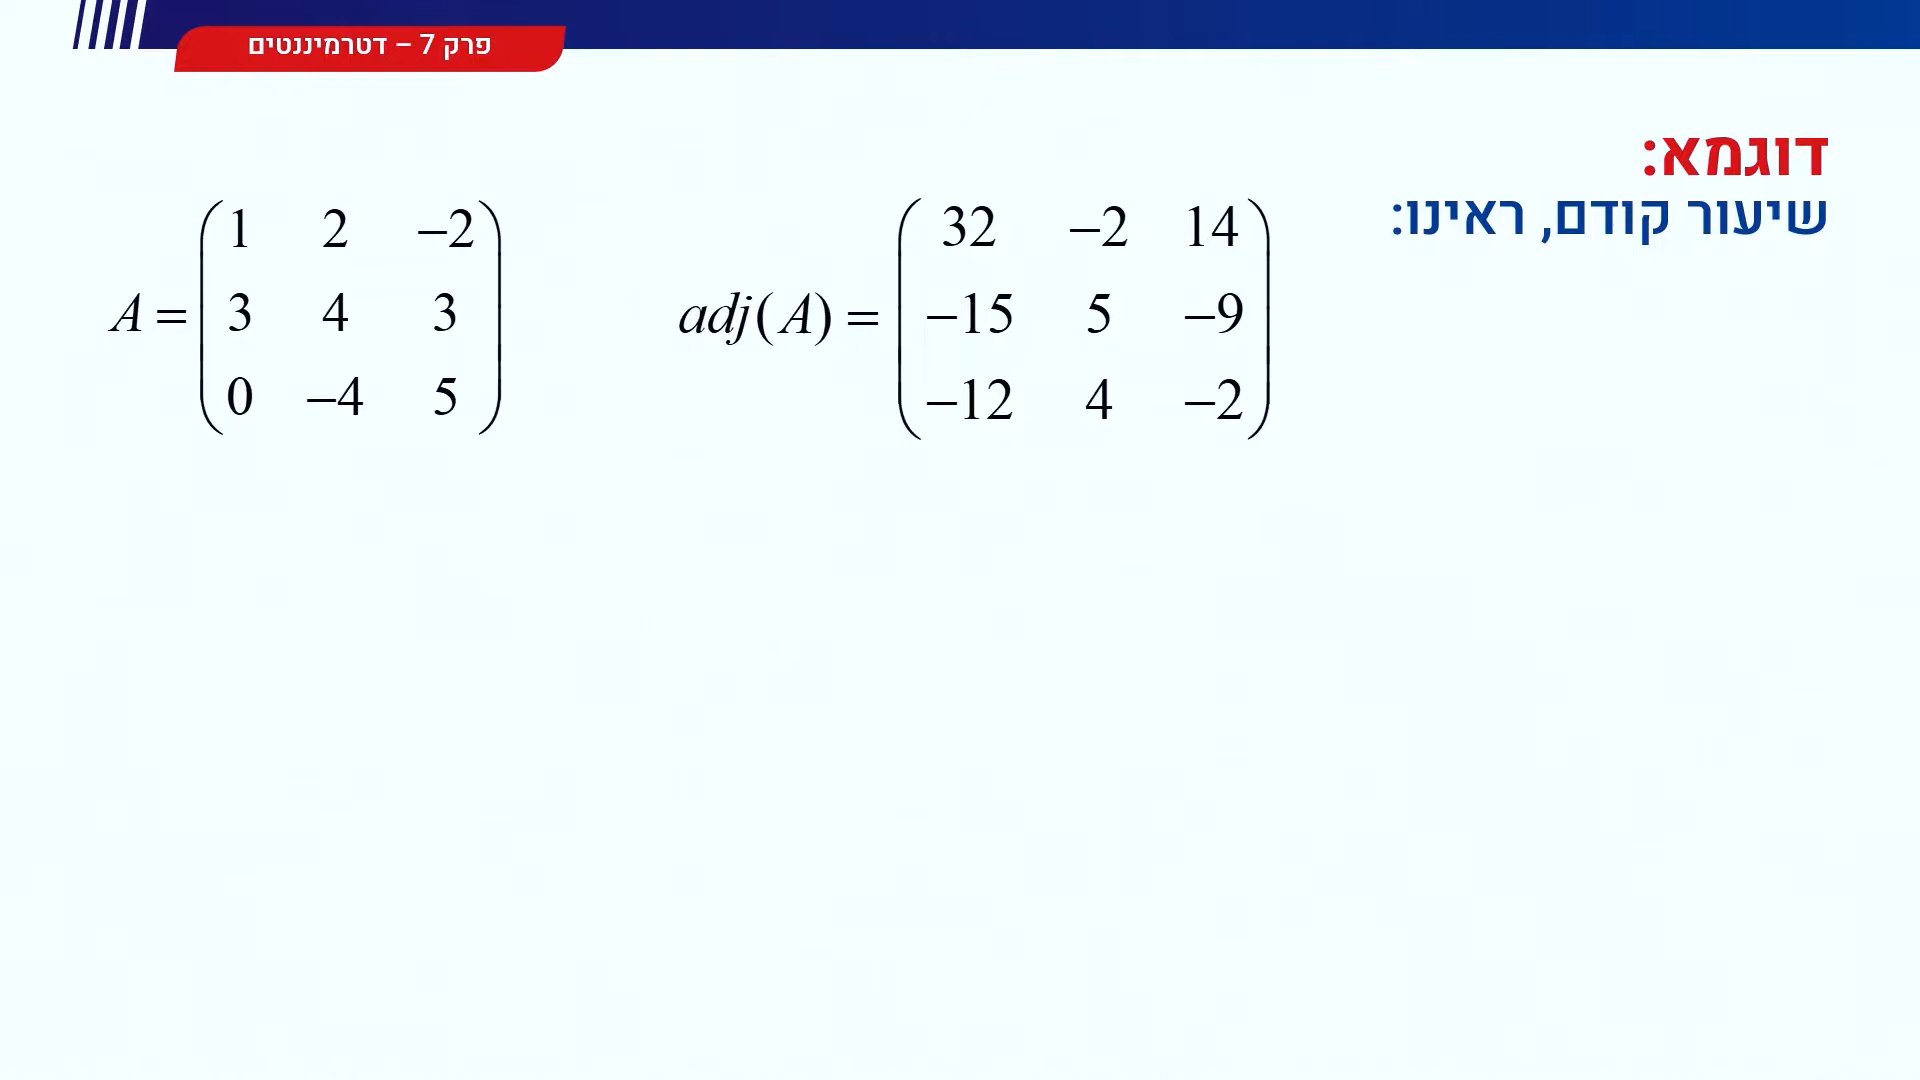 פרק 7 – דטרמיננטים
דוגמא:
שיעור קודם, ראינו:
A = ( 1 2 −2
3 4 3
0 −4 5 )
adj(A) = ( 32 −2 14
−15 5 −9
−12 4 −2 )